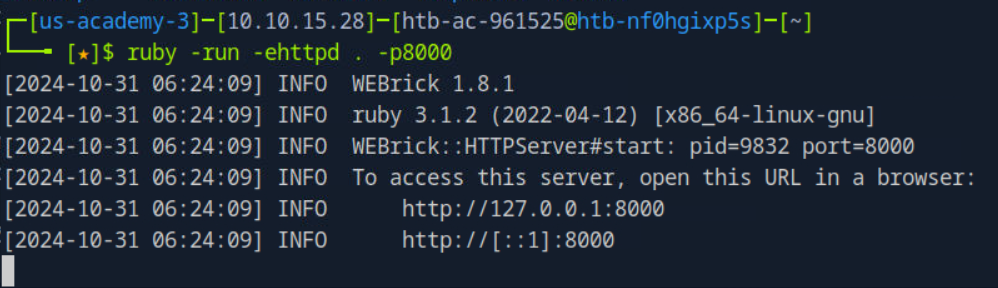 [us-academy-3]─[10.10.15.28]─[htb-ac-961525@htb-nf0hgixp5s]─[~]
[★]$ ruby -run -ehttpd . -p8000
[2024-10-31 06:24:09] INFO  WEBrick 1.8.1
[2024-10-31 06:24:09] INFO  ruby 3.1.2 (2022-04-12) [x86_64-linux-gnu]
[2024-10-31 06:24:09] INFO  WEBrick::HTTPServer#start: pid=9832 port=8000
[2024-10-31 06:24:09] INFO  To access this server, open this URL in a browser:
[2024-10-31 06:24:09] INFO      http://127.0.0.1:8000
[2024-10-31 06:24:09] INFO      http://[::1]:8000